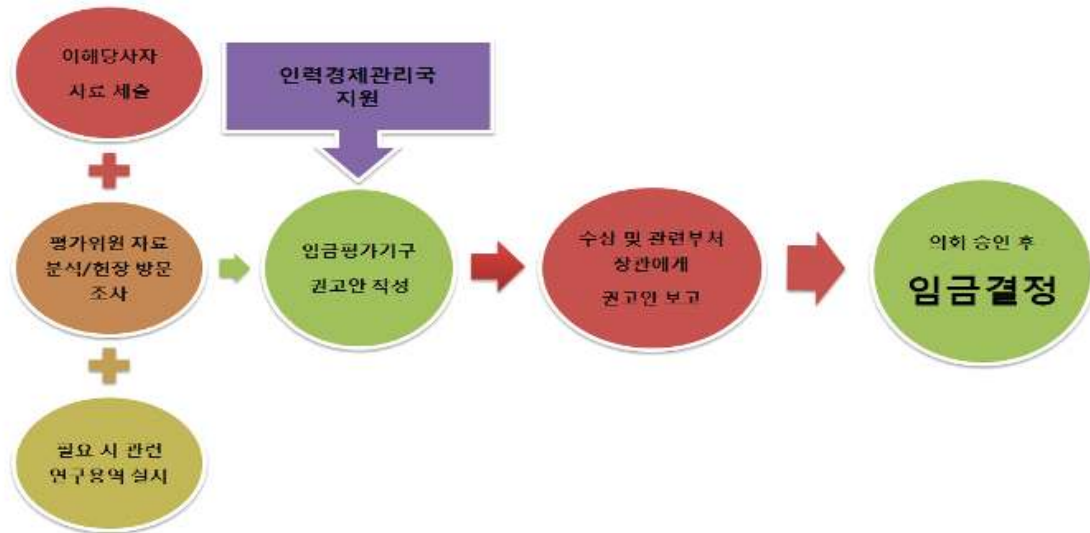 이해당사자
자료 제출
인력경제관리국
지원
평가위원 자료
분석/현장 방문
조사
임금평가기구
권고안 작성
수상 및 관련부처
장관에게
권고안 보고
의회 승인 후
임금결정
필요 시 관련
연구용역 실시